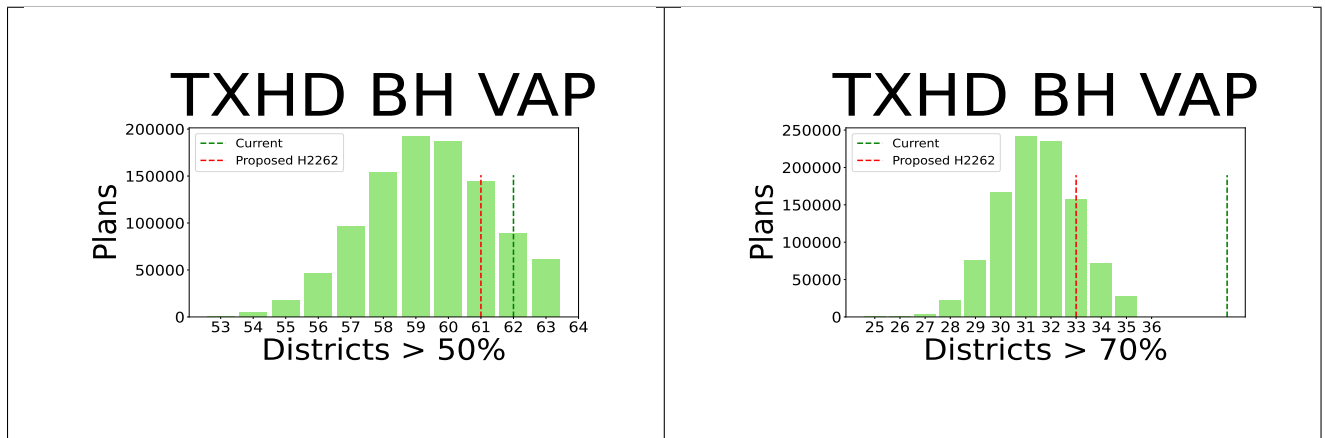 TXHD BH VAP
200000
150000
100000
50000
0
Plans
Current
Proposed H2262
53 54 55 56 57 58 59 60 61 62 63 64
Districts > 50%
TXHD BH VAP
250000
200000
150000
100000
50000
0
Plans
Current
Proposed H2262
25 26 27 28 29 30 31 32 33 34 35 36
Districts > 70%